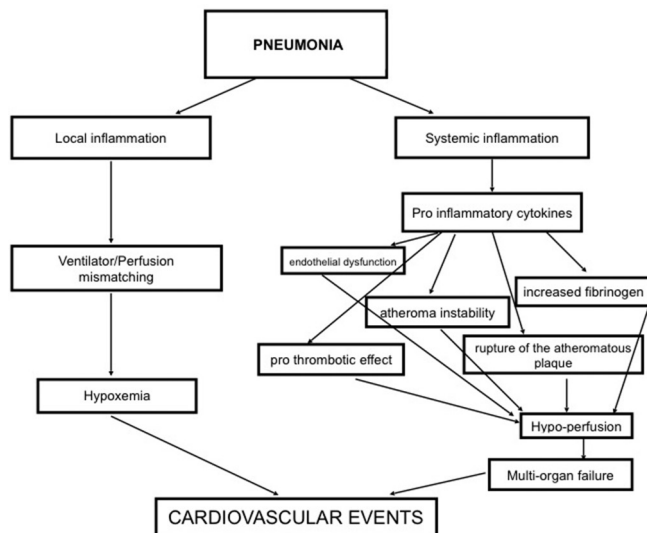 PNEUMONIA
Local inflammation
Systemic inflammation
Pro inflammatory cytokines
Ventilator/Perfusion
mismatching
endothelial dysfunction
increased fibrinogen
atheroma instability
pro thrombotic effect
rupture of the atheromatous
plaque
Hypoxemia
Hypo-perfusion
Multi-organ failure
CARDIOVASCULAR EVENTS